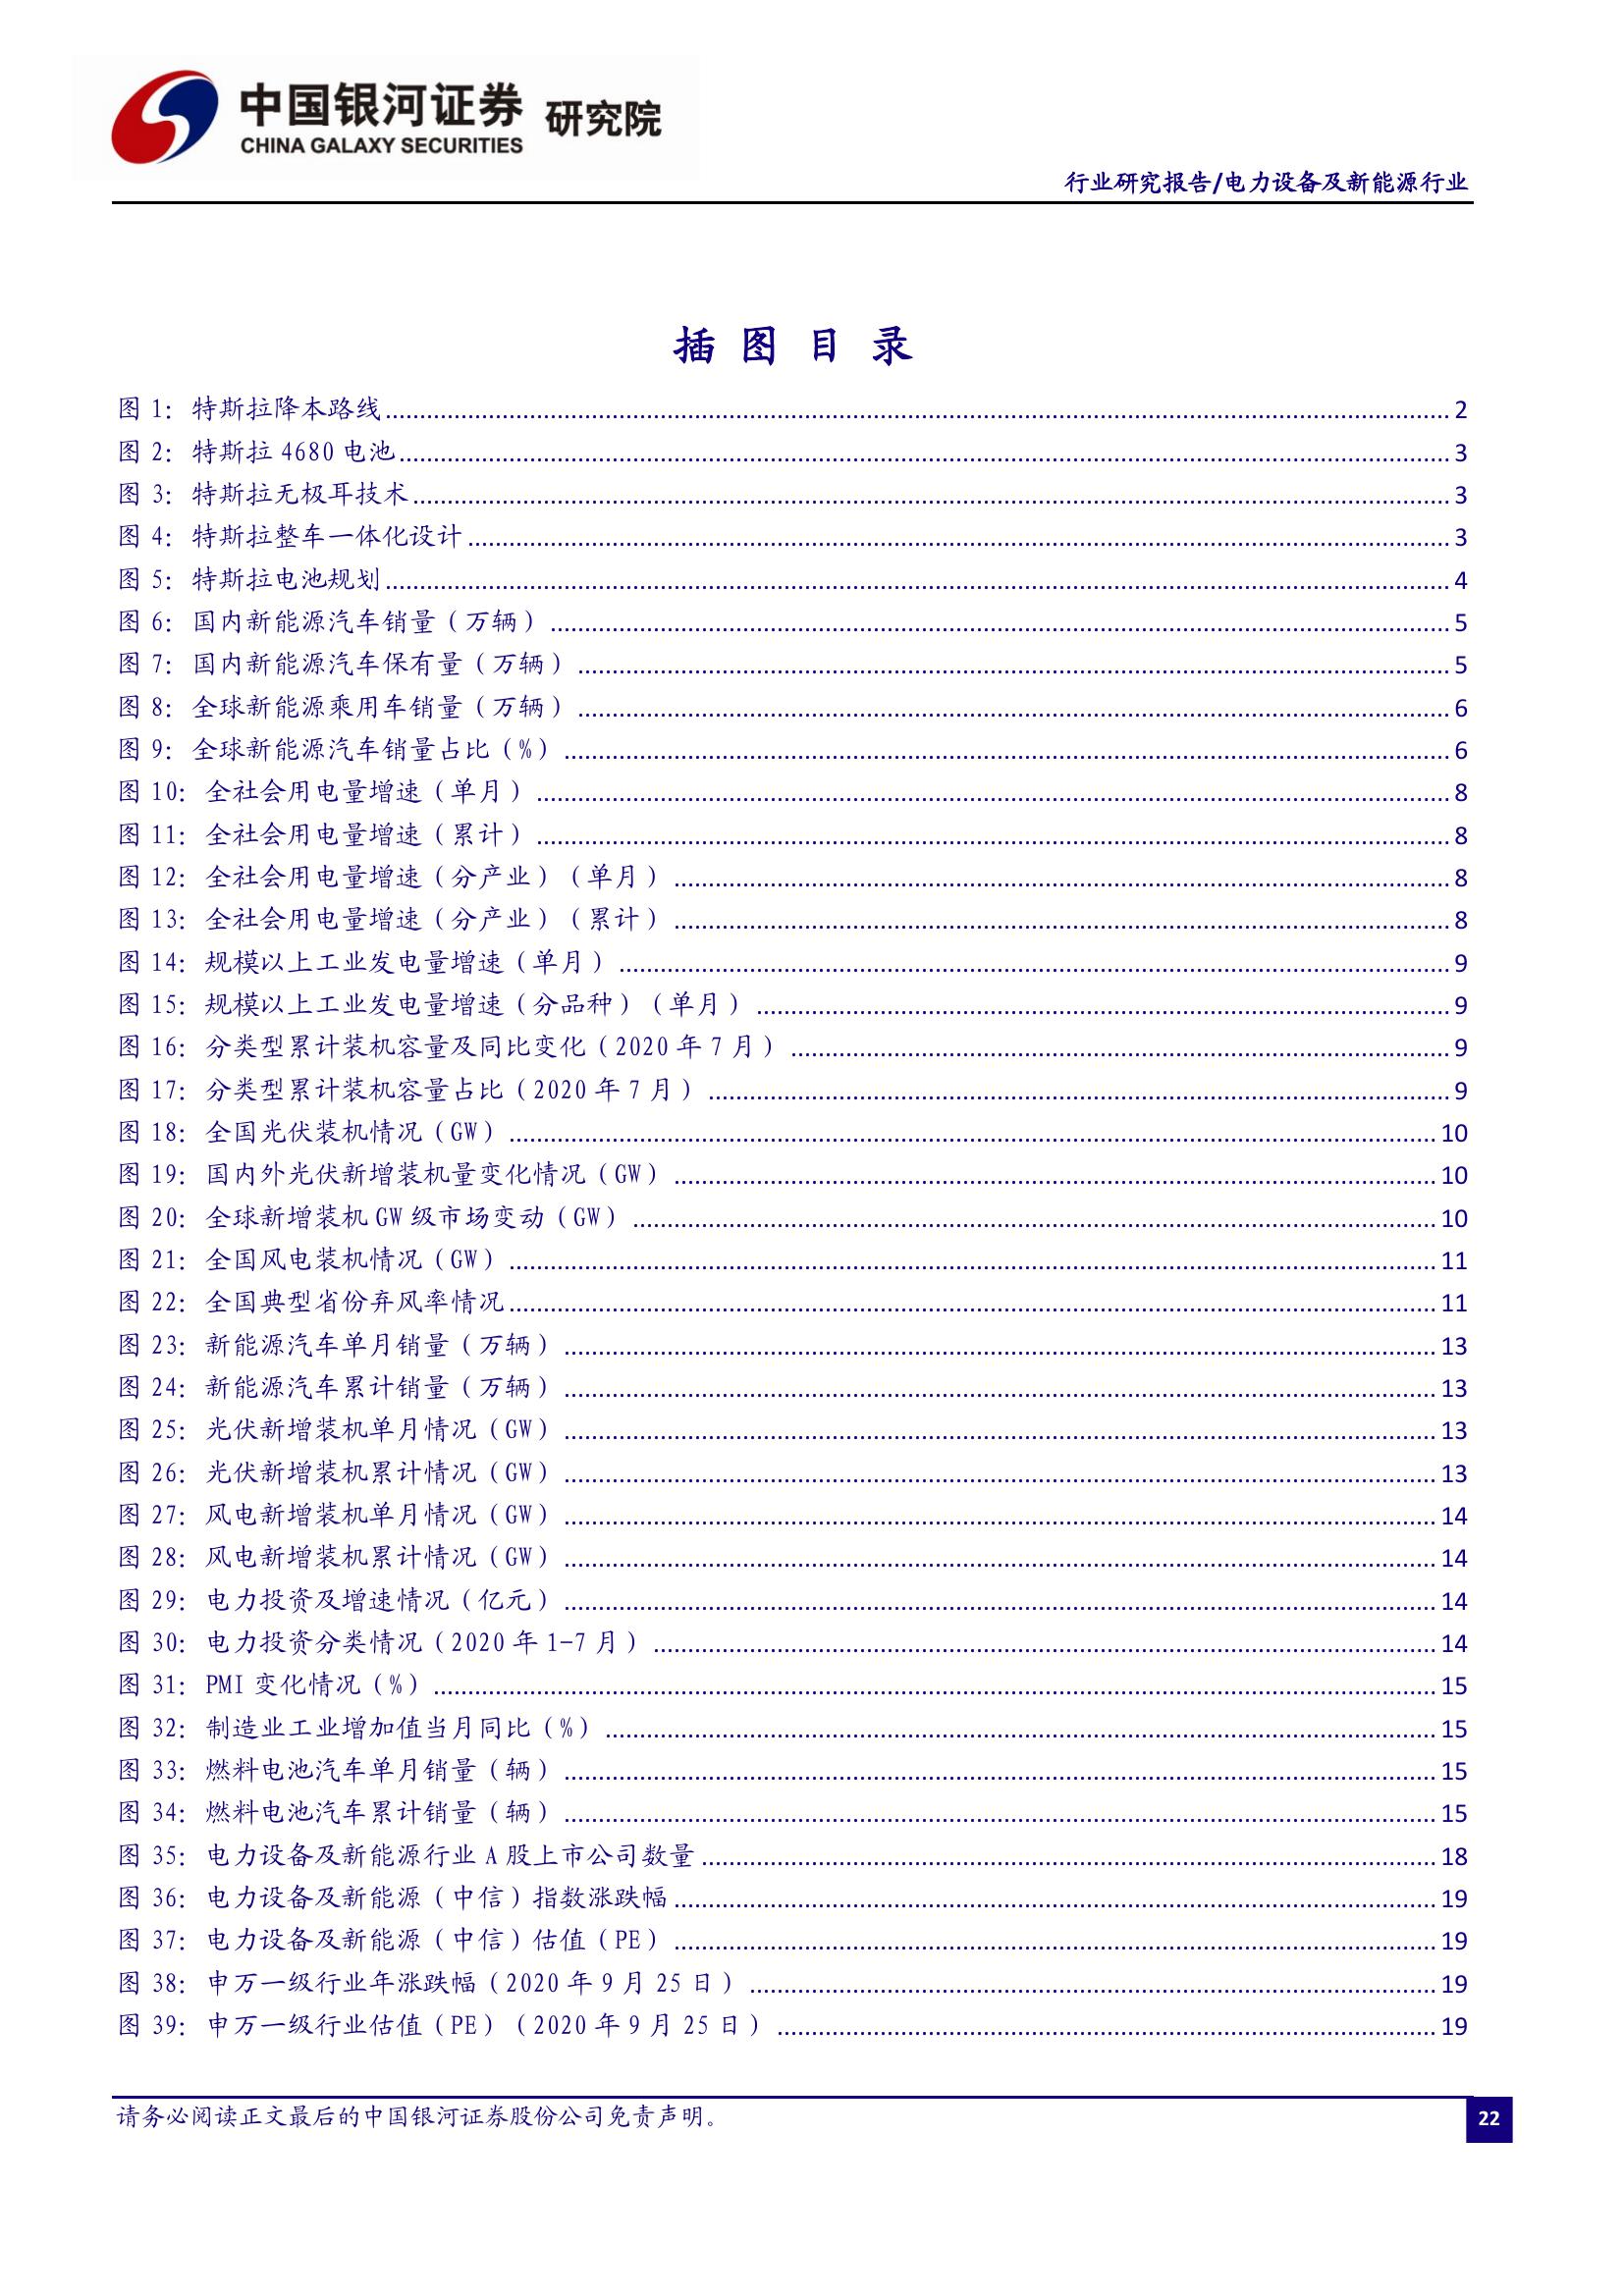 中国银河证券 研究院
CHINA GALAXY SECURITIES
行业研究报告/电力设备及新能源行业
插 图 目 录
图 1：特斯拉降本路线 2
图 2：特斯拉 4680 电池 3
图 3：特斯拉无极耳技术 3
图 4：特斯拉整车一体化设计 3
图 5：特斯拉电池规划 4
图 6：国内新能源汽车销量（万辆） 5
图 7：国内新能源汽车保有量（万辆） 5
图 8：全球新能源乘用车销量（万辆） 6
图 9：全球新能源汽车销量占比（%） 6
图 10：全社会用电量增速（单月） 8
图 11：全社会用电量增速（累计） 8
图 12：全社会用电量增速（分产业）（单月） 8
图 13：全社会用电量增速（分产业）（累计） 8
图 14：规模以上工业发电量增速（单月） 9
图 15：规模以上工业发电量增速（分品种）（单月） 9
图 16：分类型累计装机容量及同比变化（2020 年 7 月） 9
图 17：分类型累计装机容量占比（2020 年 7 月） 9
图 18：全国光伏装机情况（GW） 10
图 19：国内外光伏新增装机量变化情况（GW） 10
图 20：全球新增装机 GW 级市场变动（GW） 10
图 21：全国风电装机情况（GW） 11
图 22：全国典型省份弃风率情况 11
图 23：新能源汽车单月销量（万辆） 13
图 24：新能源汽车累计销量（万辆） 13
图 25：光伏新增装机单月情况（GW） 13
图 26：光伏新增装机累计情况（GW） 13
图 27：风电新增装机单月情况（GW） 14
图 28：风电新增装机累计情况（GW） 14
图 29：电力投资及增速情况（亿元） 14
图 30：电力投资分类情况（2020 年 1-7 月） 14
图 31：PMI 变化情况（%） 15
图 32：制造业工业增加值当月同比（%） 15
图 33：燃料电池汽车单月销量（辆） 15
图 34：燃料电池汽车累计销量（辆） 15
图 35：电力设备及新能源行业 A 股上市公司数量 18
图 36：电力设备及新能源（中信）指数涨跌幅 19
图 37：电力设备及新能源（中信）估值（PE） 19
图 38：申万一级行业年涨跌幅（2020 年 9 月 25 日） 19
图 39：申万一级行业估值（PE）（2020 年 9 月 25 日） 19
请务必阅读正文最后的中国银河证券股份公司免责声明。
22